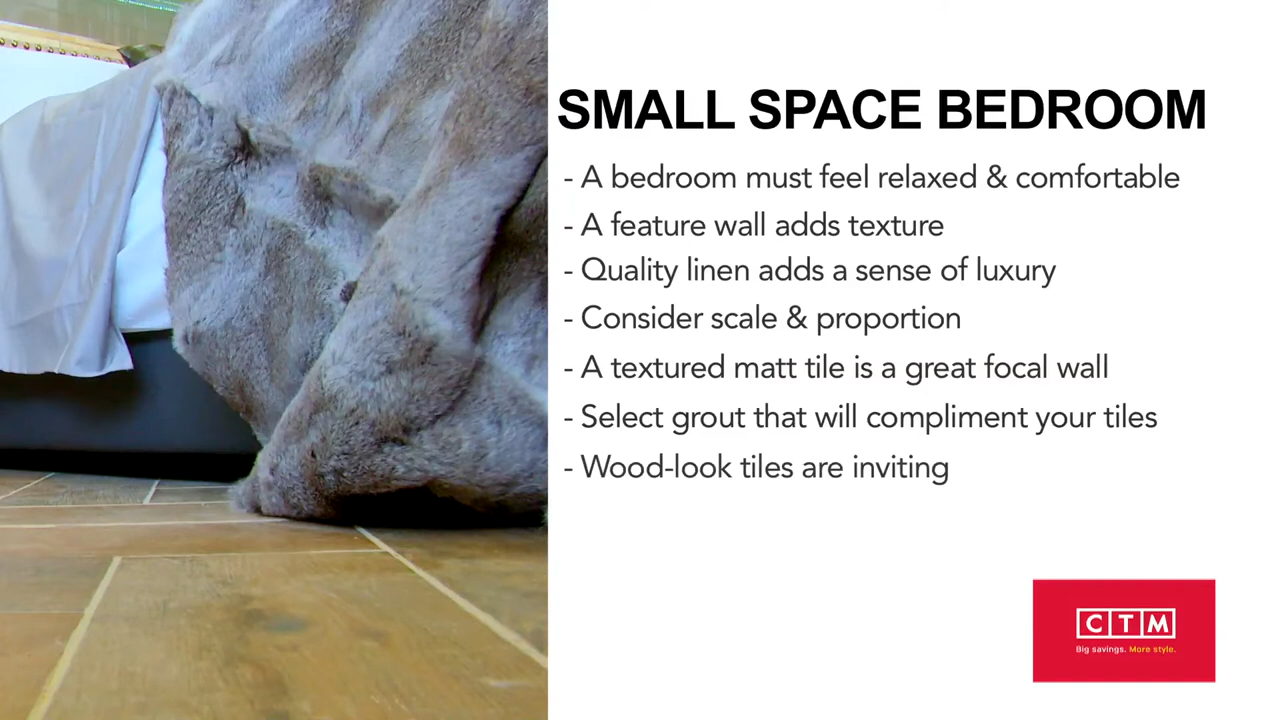 SMALL SPACE BEDROOM
- A bedroom must feel relaxed & comfortable
- A feature wall adds texture
- Quality linen adds a sense of luxury
- Consider scale & proportion
- A textured matt tile is a great focal wall
- Select grout that will compliment your tiles
- Wood-look tiles are inviting
CTM
Big savings. More style.